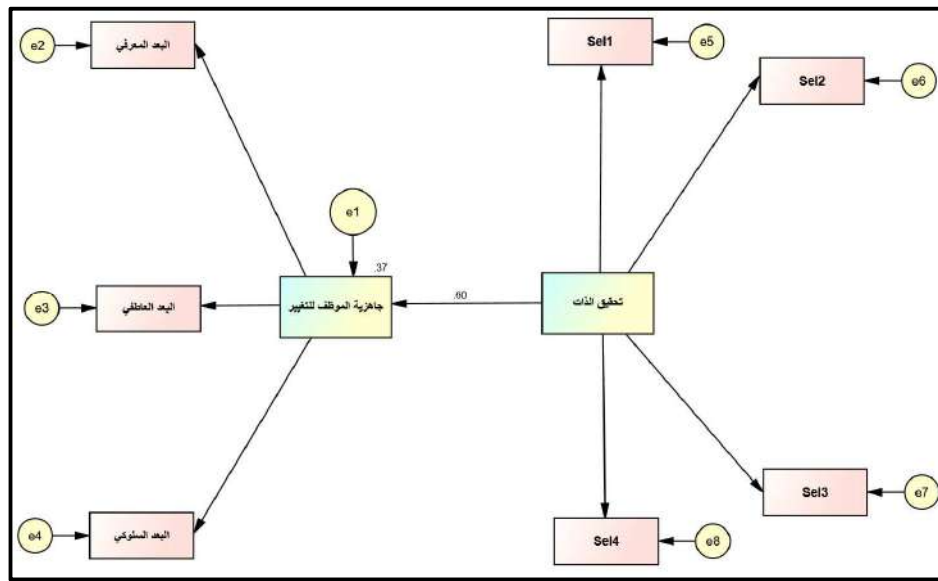 e2
البعد المعرفي
Sel1
e5
Sel2
e6
e1
.37
جاهزية الموظف للتغيير
.60
تحقيق الذات
e3
البعد العاطفي
e4
البعد السلوكي
Sel3
e7
Sel4
e8